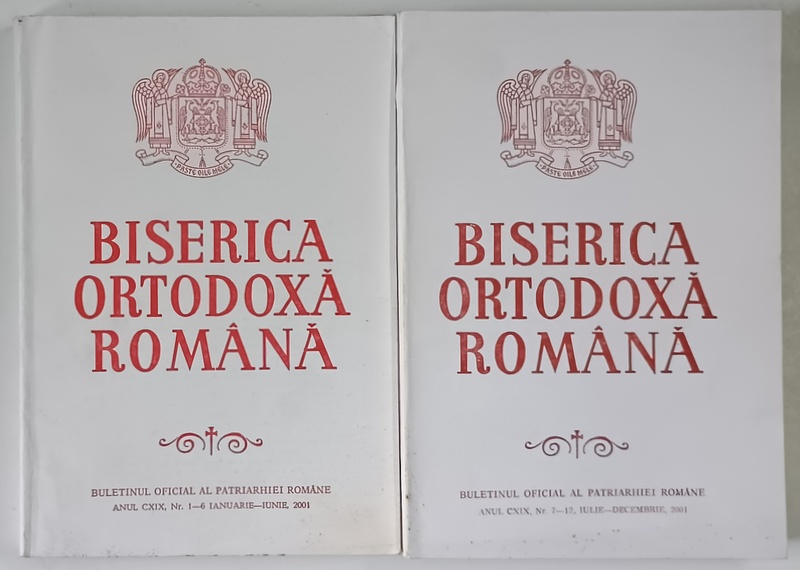 PASTE OILE MELE
BISERICA
ORTODOXĂ
ROMÂNĂ
BULETINUL OFICIAL AL PATRIARHIEI ROMÂNE
ANUL CXIX, Nr. 1—6 IANUARIE—IUNIE, 2001
PASTE OILE MELE
BISERICA
ORTODOXĂ
ROMÂNĂ
BULETINUL OFICIAL AL PATRIARHIEI ROMÂNE
ANUL CXIX, Nr. 7—12, IULIE—DECEMBRIE, 2001